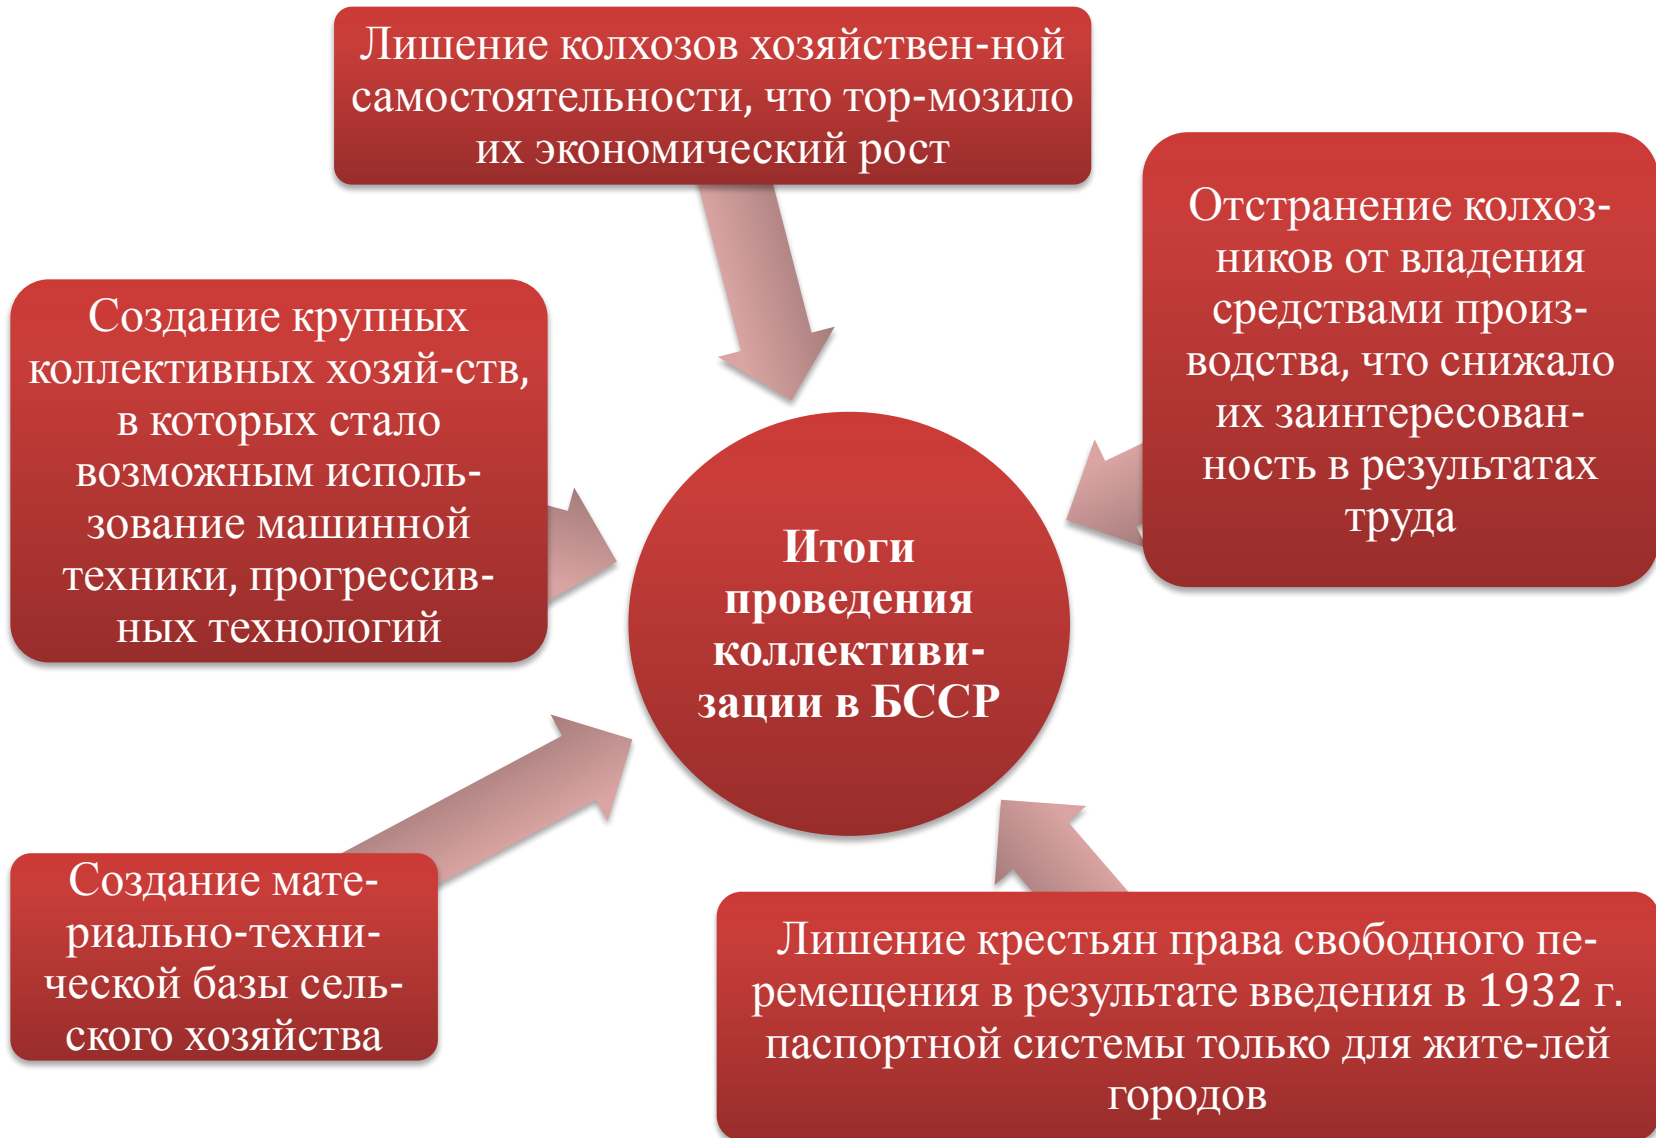 Лишение колхозов хозяйствен-ной
самостоятельности, что тор-мозило
их экономический рост
Отстранение колхоз-
ников от владения
средствами произ-
водства, что снижало
их заинтересован-
ность в результатах
труда
Создание крупных
коллективных хозяй-ств,
в которых стало
возможным исполь-
зование машинной
техники, прогрессив-
ных технологий
Итоги
проведения
коллективи-
зации в БССР
Создание мате-
риально-техни-
ческой базы сель-
ского хозяйства
Лишение крестьян права свободного пе-
ремещения в результате введения в 1932 г.
паспортной системы только для жите-лей
городов